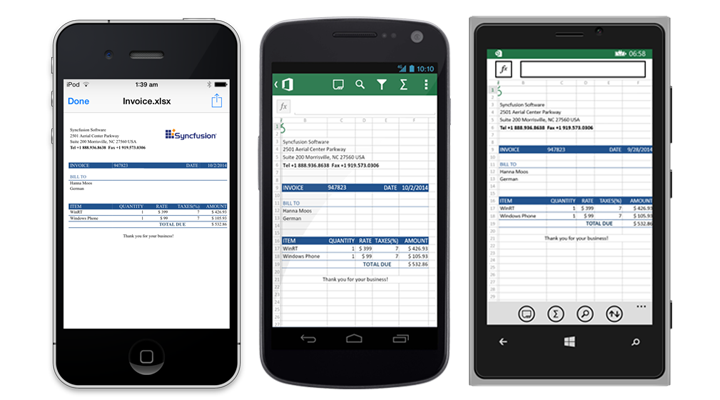 iPod 1:39 am
Done Invoice.xlsx
Syncfusion Software
2501 Aerial Center Parkway
Suite 200 Morrisville, NC 27560 USA
Tel +1 888.936.8638 Fax +1 919.573.0306
Syncfusion
INVOICE 947823 DATE 10/2/2014
BILL TO
Hanna Moos
German
ITEM QUANTITY RATE TAXES(%) AMOUNT
WinRT 1 $ 399 7 $ 426.93
Windows Phone 1 $ 99 7 $ 105.93
TOTAL DUE $ 532.86
Thank you for your business!
10:10
fx
Syncfusion Software
2501 Aerial Center Parkway
Suite 200 Morrisville, NC 27560 USA
Tel +1 888.936.8638 Fax +1 919.573.0306
INVOICE 947823 DATE 10/2/2014
BILL TO
Hanna Moos
German
ITEM QUANTITY RATE TAXES(%) AMOUNT
WinRT 1 $ 399 7 $ 426.93
Windows Phone 1 $ 99 7 $ 105.93
TOTAL DUE $ 532.86
Thank you for your business!
06:58
fx
Syncfusion Software
2501 Aerial Center Parkway
Suite 200 Morrisville, NC 27560 USA
Tel +1 888.936.8638 Fax +1 919.573.0306
INVOICE 947823 DATE 9/28/2014
BILL TO
Hanna Moos
German
ITEM QUANTITY RATE TAXES(%) AMOUNT
WinRT 1 $ 399 7 $ 426.93
Windows Phone 1 $ 99 7 $ 105.93
TOTAL DUE $ 532.86
Thank you for your business!